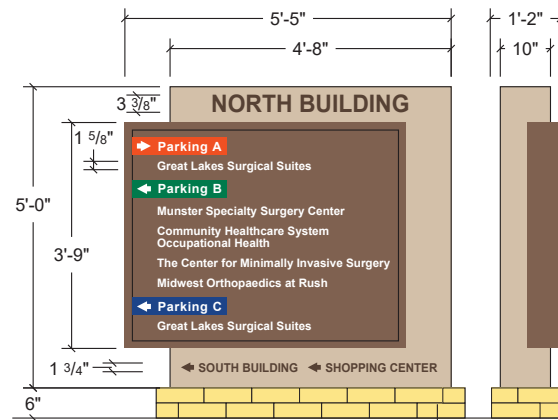 5'-5"
1'-2"
4'-8"
10"
3 3/8"
NORTH BUILDING
1 5/8"
Parking A
Great Lakes Surgical Suites
Parking B
5'-0"
Munster Specialty Surgery Center
Community Healthcare System
Occupational Health
3'-9"
The Center for Minimally Invasive Surgery
Midwest Orthopaedics at Rush
Parking C
Great Lakes Surgical Suites
1 3/4"
SOUTH BUILDING SHOPPING CENTER
6"